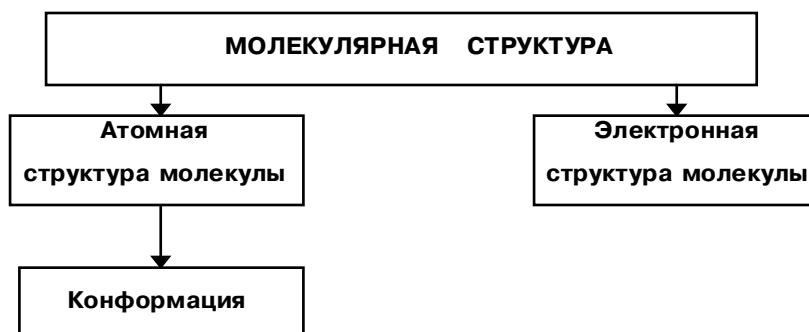 МОЛЕКУЛЯРНАЯ СТРУКТУРА
Атомная
структура молекулы
Электронная
структура молекулы
Конформация